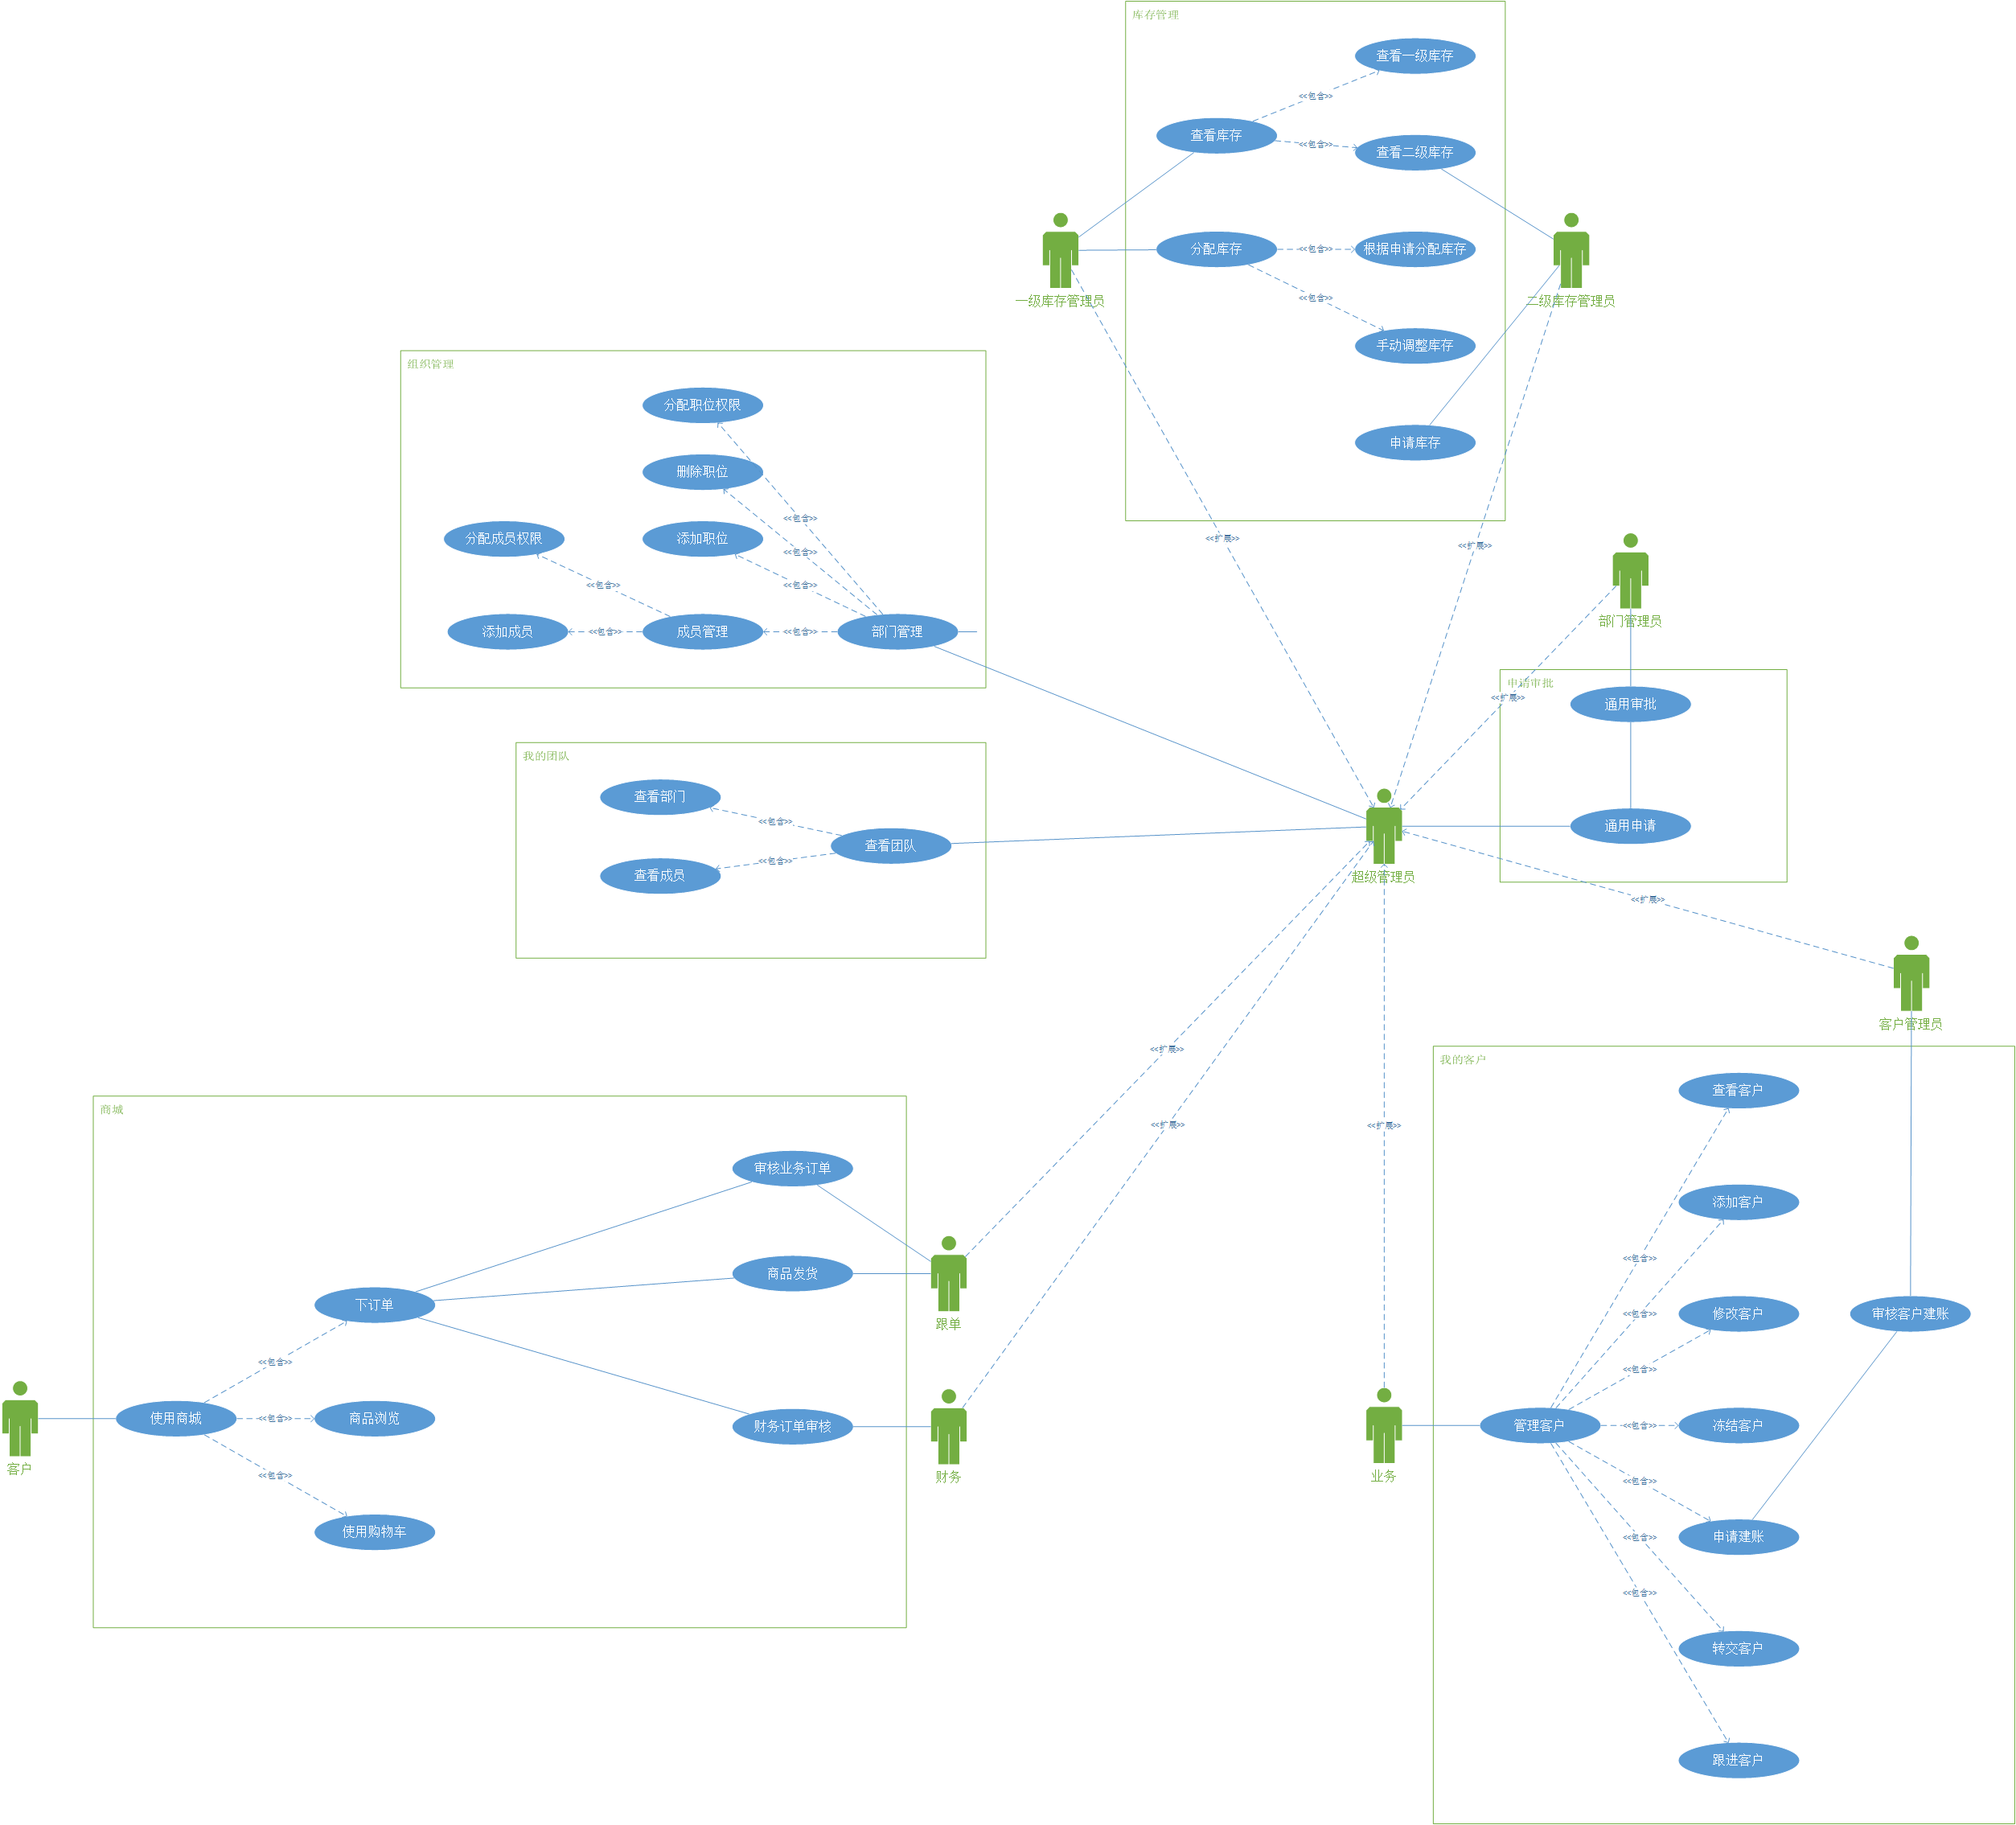 库存管理
查看一级库存
<<包含>>
查看库存
<<包含>>
查看二级库存
分配库存
<<包含>>
根据申请分配库存
<<包含>>
一级库存管理员
二级库存管理员
手动调整库存
申请库存
组织管理
分配职位权限
删除职位
<<包含>>
分配成员权限
添加职位
<<包含>>
<<包含>>
<<包含>>
添加成员
<<包含>>
成员管理
<<包含>>
部门管理
<<扩展>>
<<扩展>>
部门管理员
申请审批
<<扩展>>
通用审批
通用申请
我的团队
查看部门
<<包含>>
查看团队
<<包含>>
查看成员
超级管理员
<<扩展>>
客户管理员
<<扩展>>
<<扩展>>
<<扩展>>
商城
审核业务订单
商品发货
下订单
跟单
<<包含>>
使用商城
<<包含>>
商品浏览
财务订单审核
客户
财务
<<包含>>
使用购物车
我的客户
查看客户
添加客户
<<包含>>
<<包含>>
修改客户
审核客户建账
<<包含>>
管理客户
<<包含>>
冻结客户
业务
<<包含>>
申请建账
<<包含>>
<<包含>>
转交客户
跟进客户